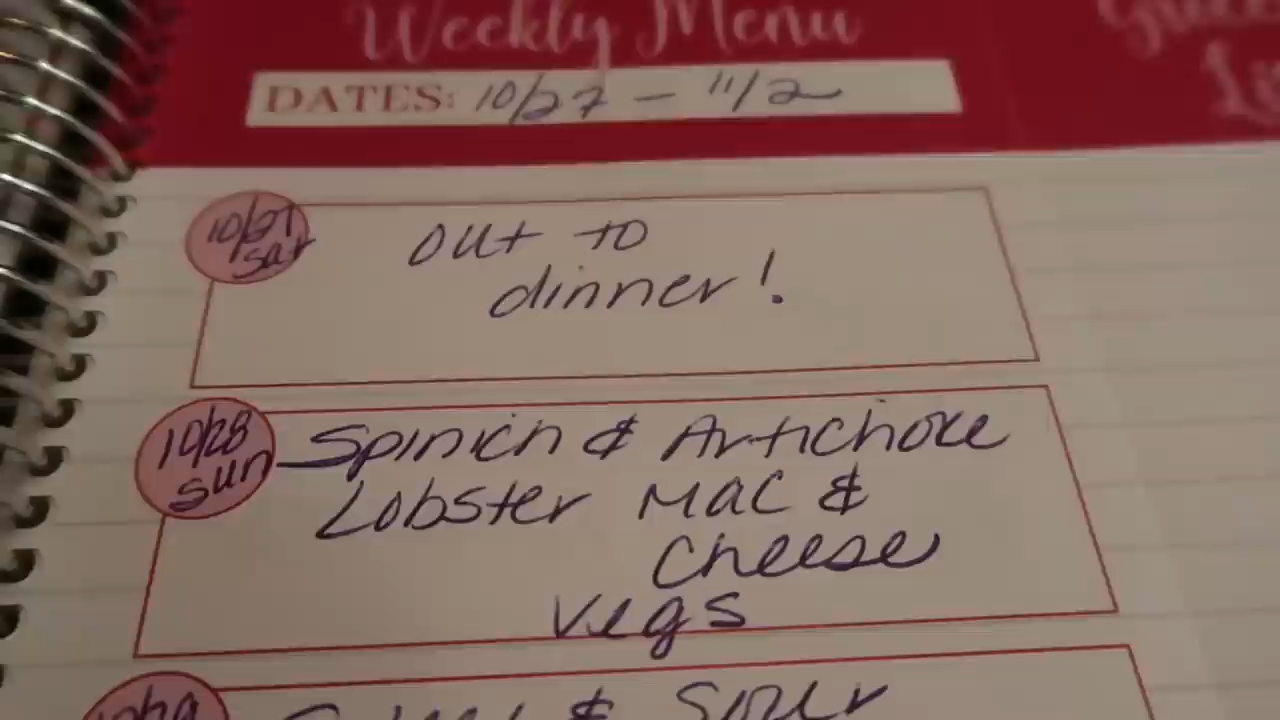 Weekly Menu
DATES: 10/27 - 11/2
10/27
sat
out to
dinner!
10/28
sun
Spinich & Artichoke
Lobster Mac &
Cheese
Vegs
& Sour